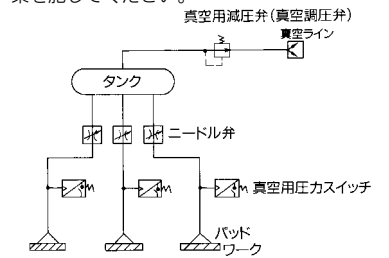 業を施してください。
真空用減圧弁(真空調圧弁)
真空ライン
タンク
ニードル弁
真空用圧力スイッチ
パッド
ワーク